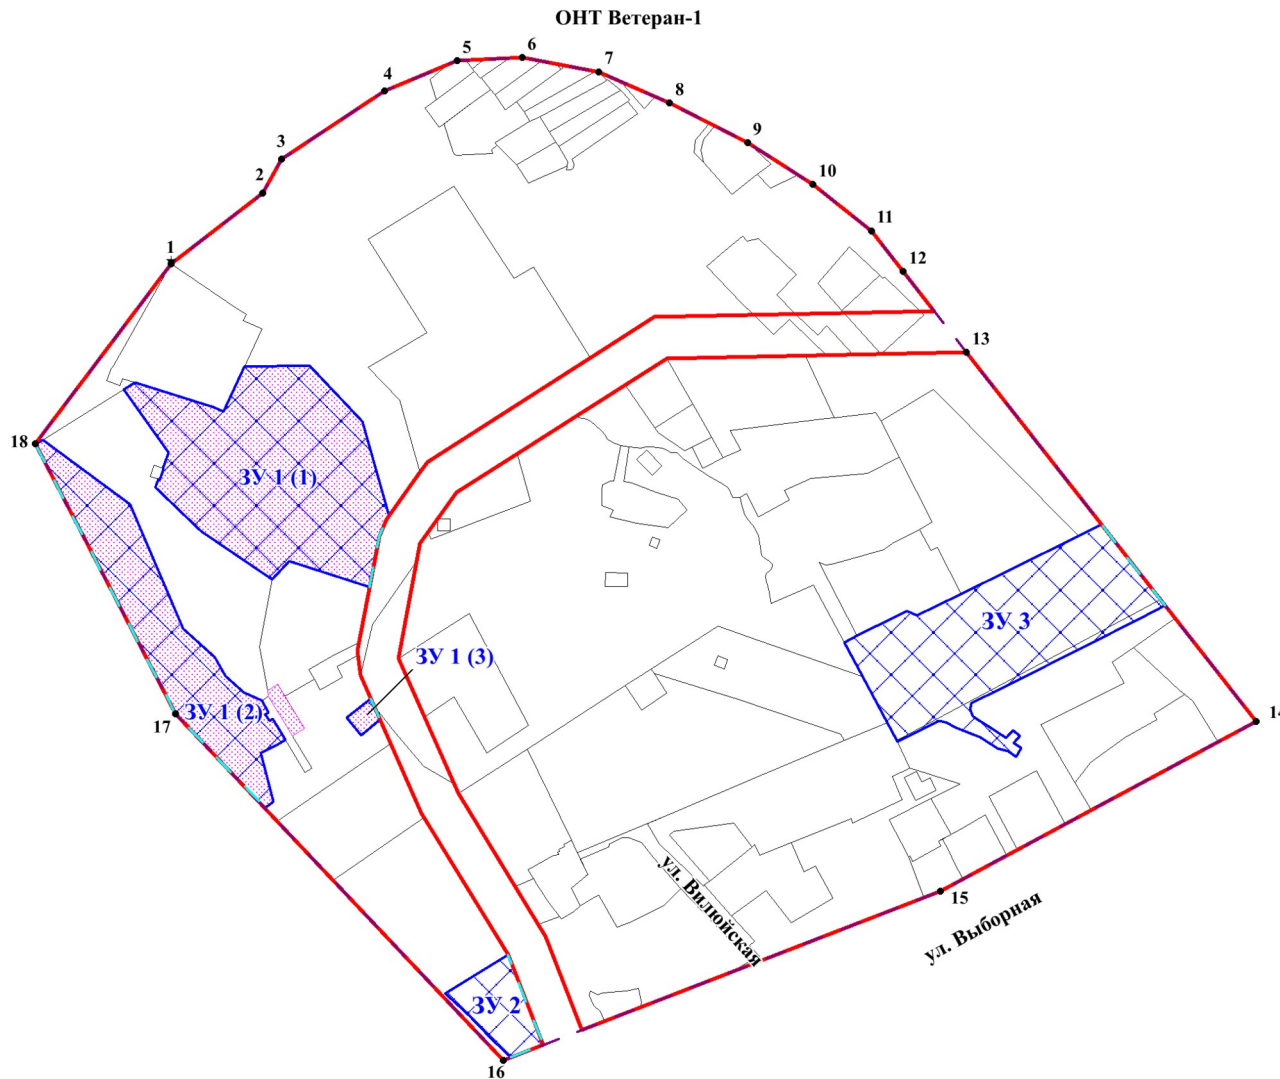 ОНТ Ветеран-1
5
6
7
4
8
9
3
10
2
11
1
12
13
18
ЗУ 1 (1)
ЗУ 3
ЗУ 1 (3)
ЗУ 1 (2)
17
14
ул. Вилюйская
15
ул. Выборная
ЗУ 2
16